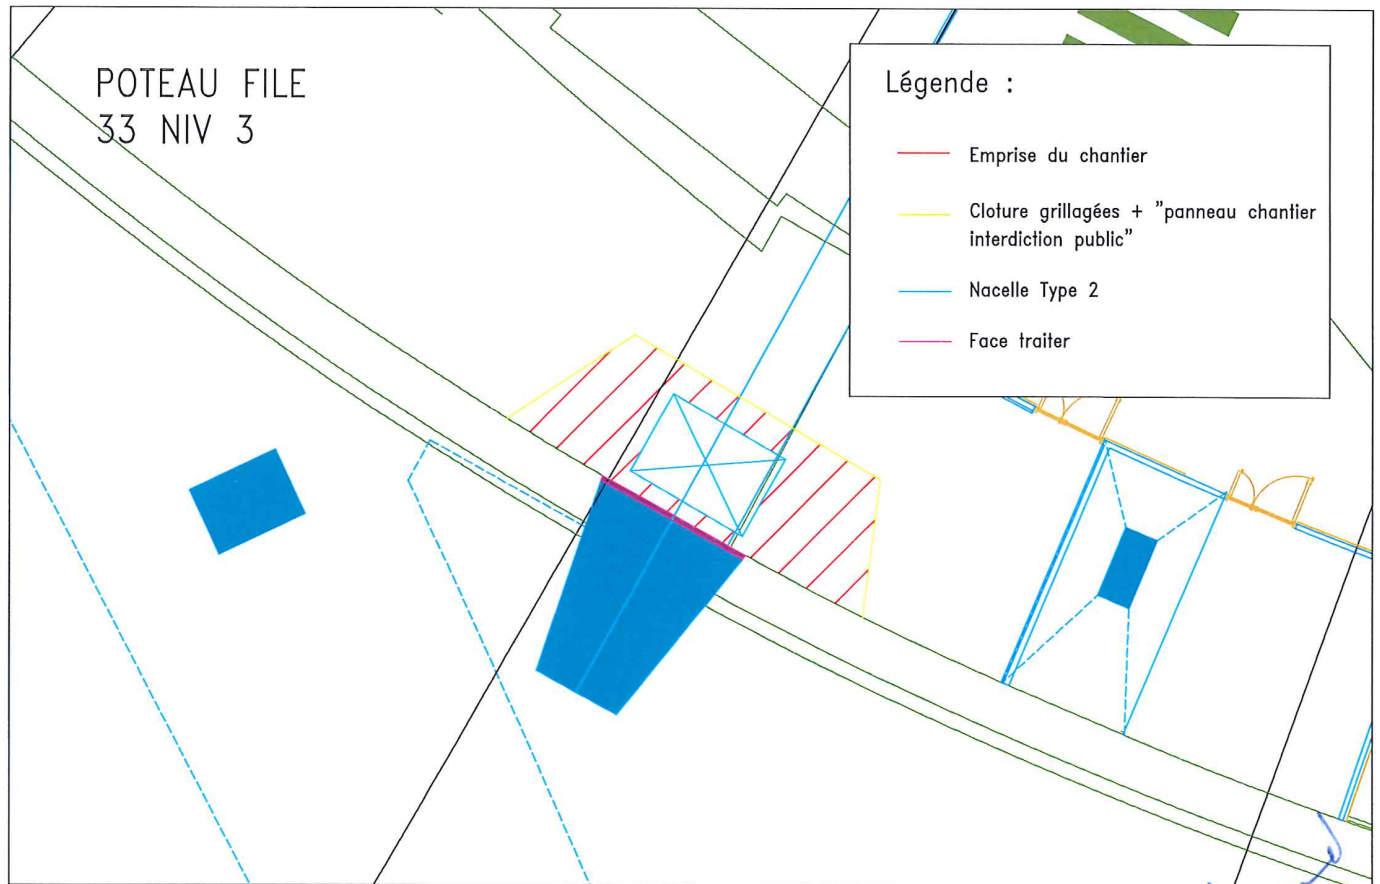 POTEAU FILE
33 NIV 3
Légende :
Emprise du chantier
Cloture grillagées + "panneau chantier
interdiction public"
Nacelle Type 2
Face traiter